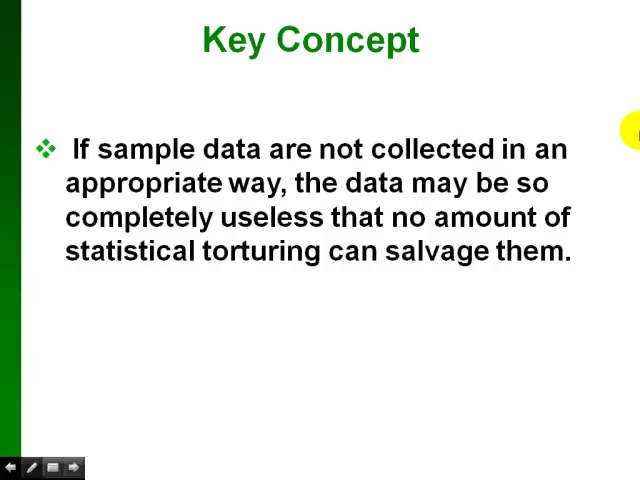 Key Concept
If sample data are not collected in an
appropriate way, the data may be so
completely useless that no amount of
statistical torturing can salvage them.